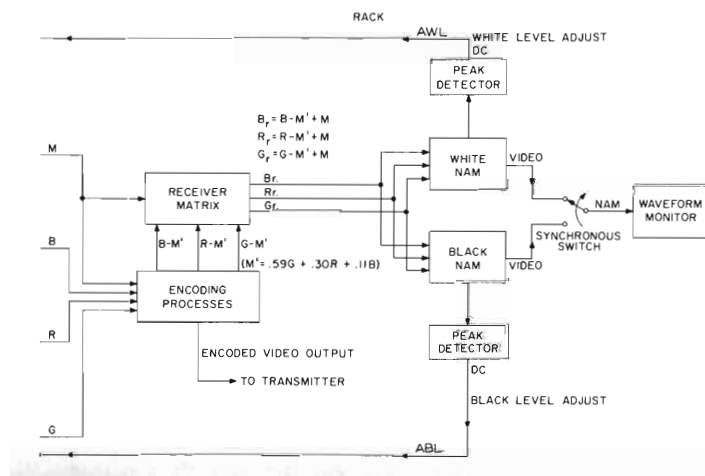 RACK
AWL
WHITE LEVEL ADJUST
DC
PEAK
DETECTOR
Br = B-M' + M
Rr = R-M' + M
Gr = G-M' + M
M
RECEIVER
MATRIX
Br.
Rr.
Gr.
WHITE
NAM
VIDEO
NAM
WAVEFORM
MONITOR
SYNCHRONOUS
SWITCH
B
B-M'
R-M'
G-M'
(M' = .59G + .30R + .11B)
BLACK
NAM
VIDEO
ENCODING
PROCESSES
R
ENCODED VIDEO OUTPUT
TO TRANSMITTER
PEAK
DETECTOR
DC
BLACK LEVEL ADJUST
G
ABL